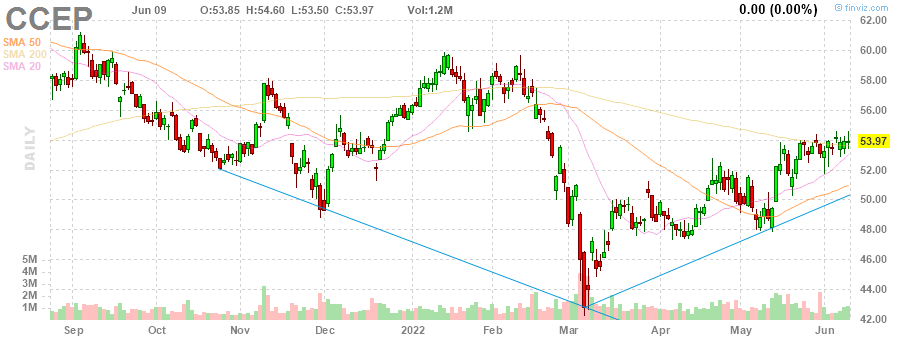 CCEP Jun 09 O:53.85 H:54.60 L:53.50 C:53.97 Vol:1.2M 0.00 (0.00%) © finviz.com
SMA 50
SMA 200
SMA 20
DAILY
62.00
60.00
58.00
56.00
53.97
52.00
50.00
48.00
46.00
44.00
42.00
5M
4M
3M
2M
1M
Sep Oct Nov Dec 2022 Feb Mar Apr May Jun